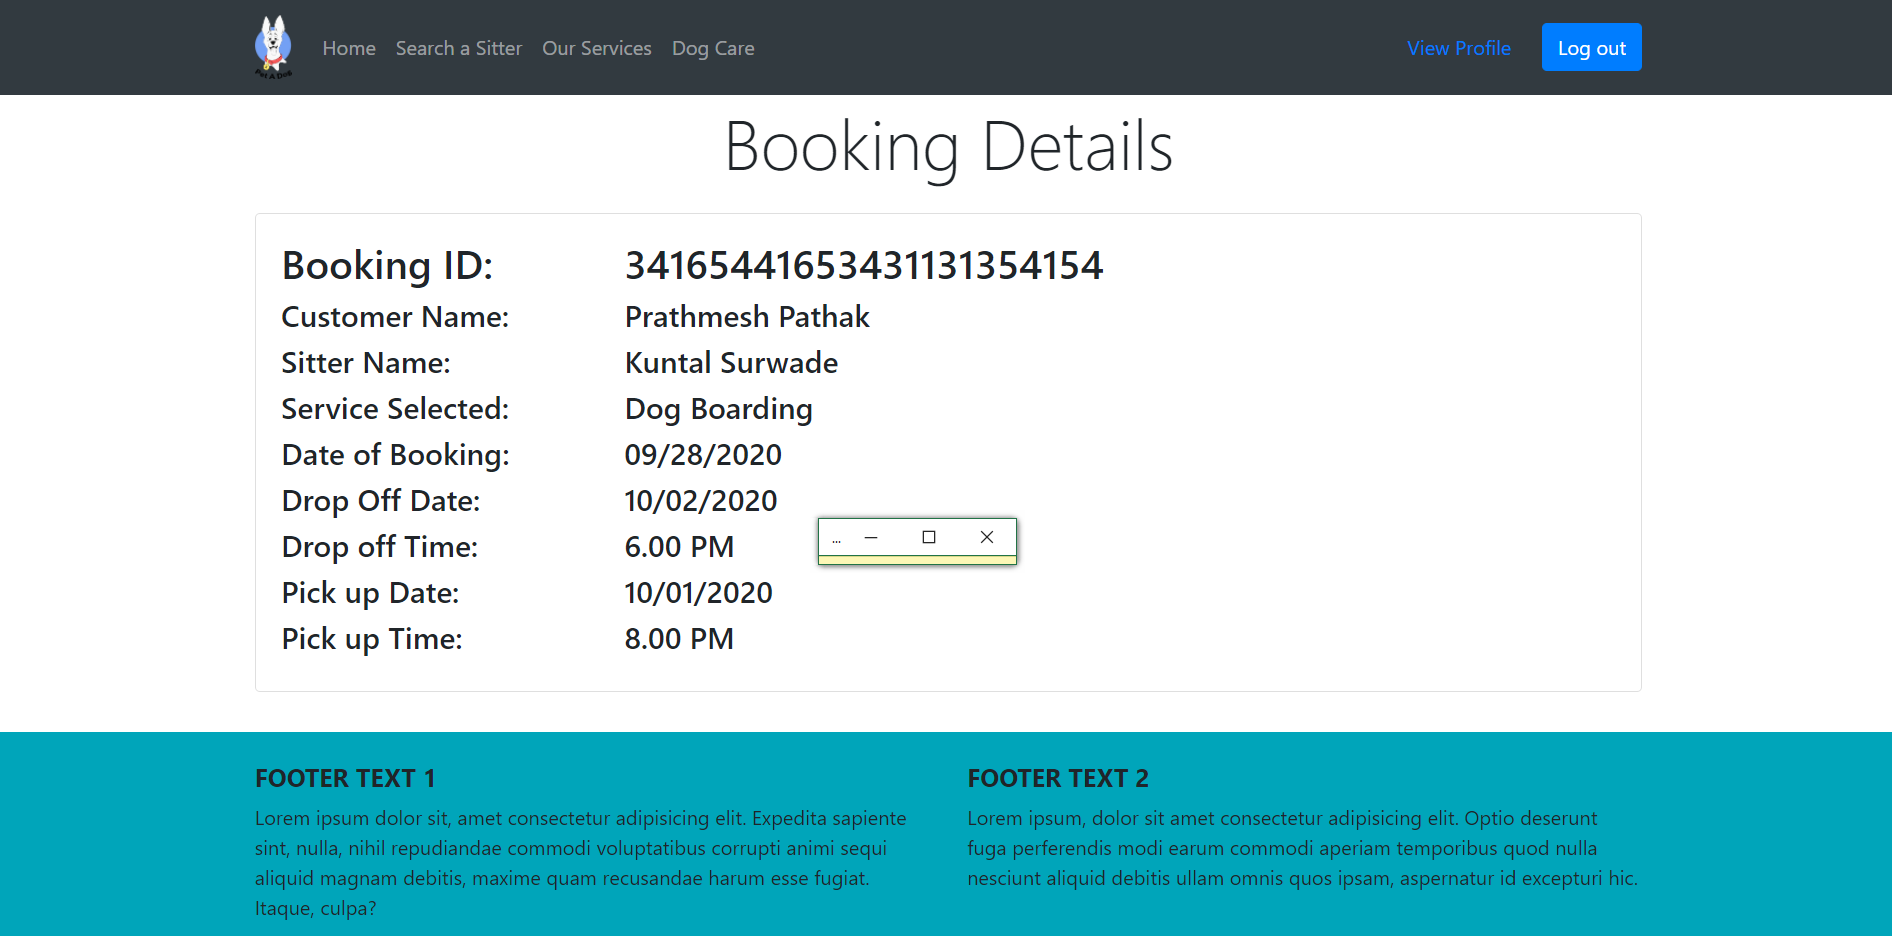 Pet A Dog
Home Search a Sitter Our Services Dog Care View Profile Log out
Booking Details
Booking ID: 34165441653431131354154
Customer Name: Prathmesh Pathak
Sitter Name: Kuntal Surwade
Service Selected: Dog Boarding
Date of Booking: 09/28/2020
Drop Off Date: 10/02/2020
Drop off Time: 6.00 PM
...
Pick up Date: 10/01/2020
Pick up Time: 8.00 PM
FOOTER TEXT 1
Lorem ipsum dolor sit, amet consectetur adipisicing elit. Expedita sapiente
sint, nulla, nihil repudiandae commodi voluptatibus corrupti animi sequi
aliquid magnam debitis, maxime quam recusandae harum esse fugiat.
Itaque, culpa?
FOOTER TEXT 2
Lorem ipsum, dolor sit amet consectetur adipisicing elit. Optio deserunt
fuga perferendis modi earum commodi aperiam temporibus quod nulla
nesciunt aliquid debitis ullam omnis quos ipsam, aspernatur id excepturi hic.